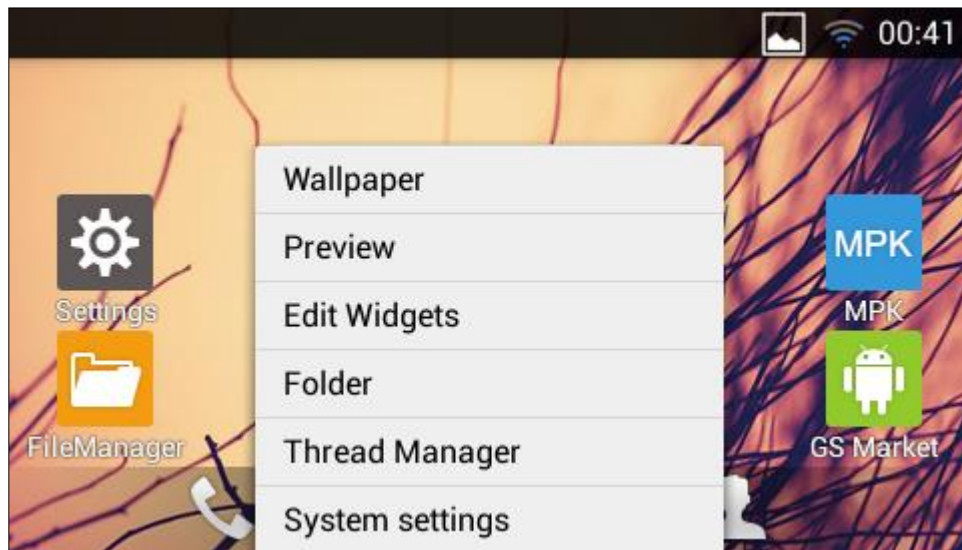 00:41
Wallpaper
Preview
Edit Widgets
Folder
Thread Manager
System settings
Settings
FileManager
MPK
MPK
GS Market